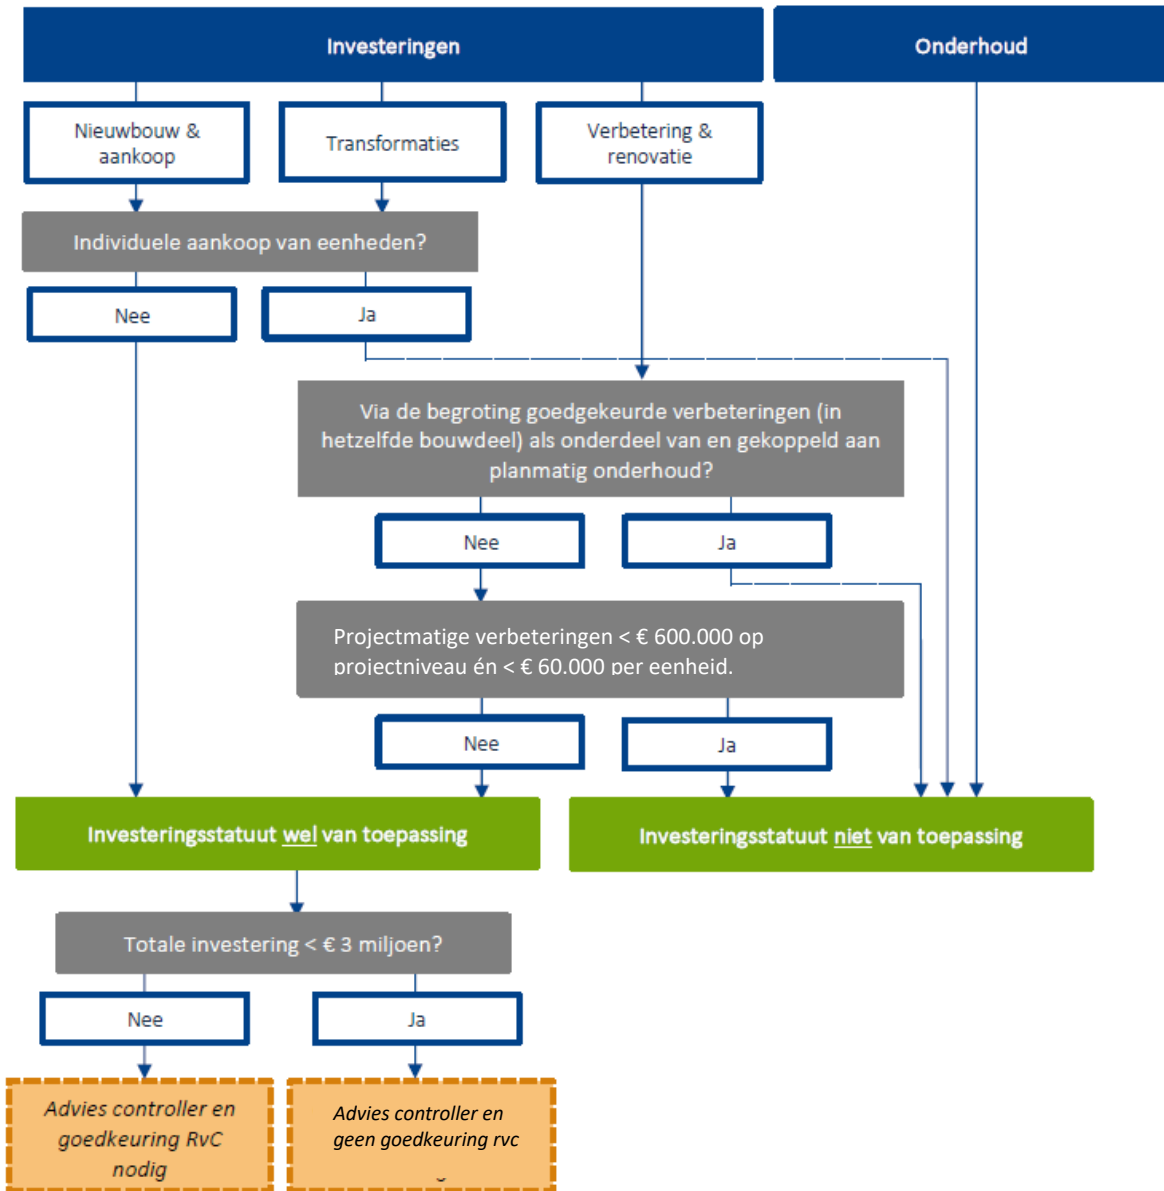 Investeringen
Onderhoud
Nieuwbouw &
aankoop
Transformaties
Verbetering &
renovatie
Individuele aankoop van eenheden?
Nee
Ja
Via de begroting goedgekeurde verbeteringen (in
hetzelfde bouwdeel) als onderdeel van en gekoppeld aan
planmatig onderhoud?
Nee
Ja
Projectmatige verbeteringen < € 600.000 op
projectniveau én < € 60.000 per eenheid.
Nee
Ja
Investeringsstatuut wel van toepassing
Investeringsstatuut niet van toepassing
Totale investering < € 3 miljoen?
Nee
Ja
Advies controller en
goedkeuring RvC
nodig
Advies controller en
geen goedkeuring rvc